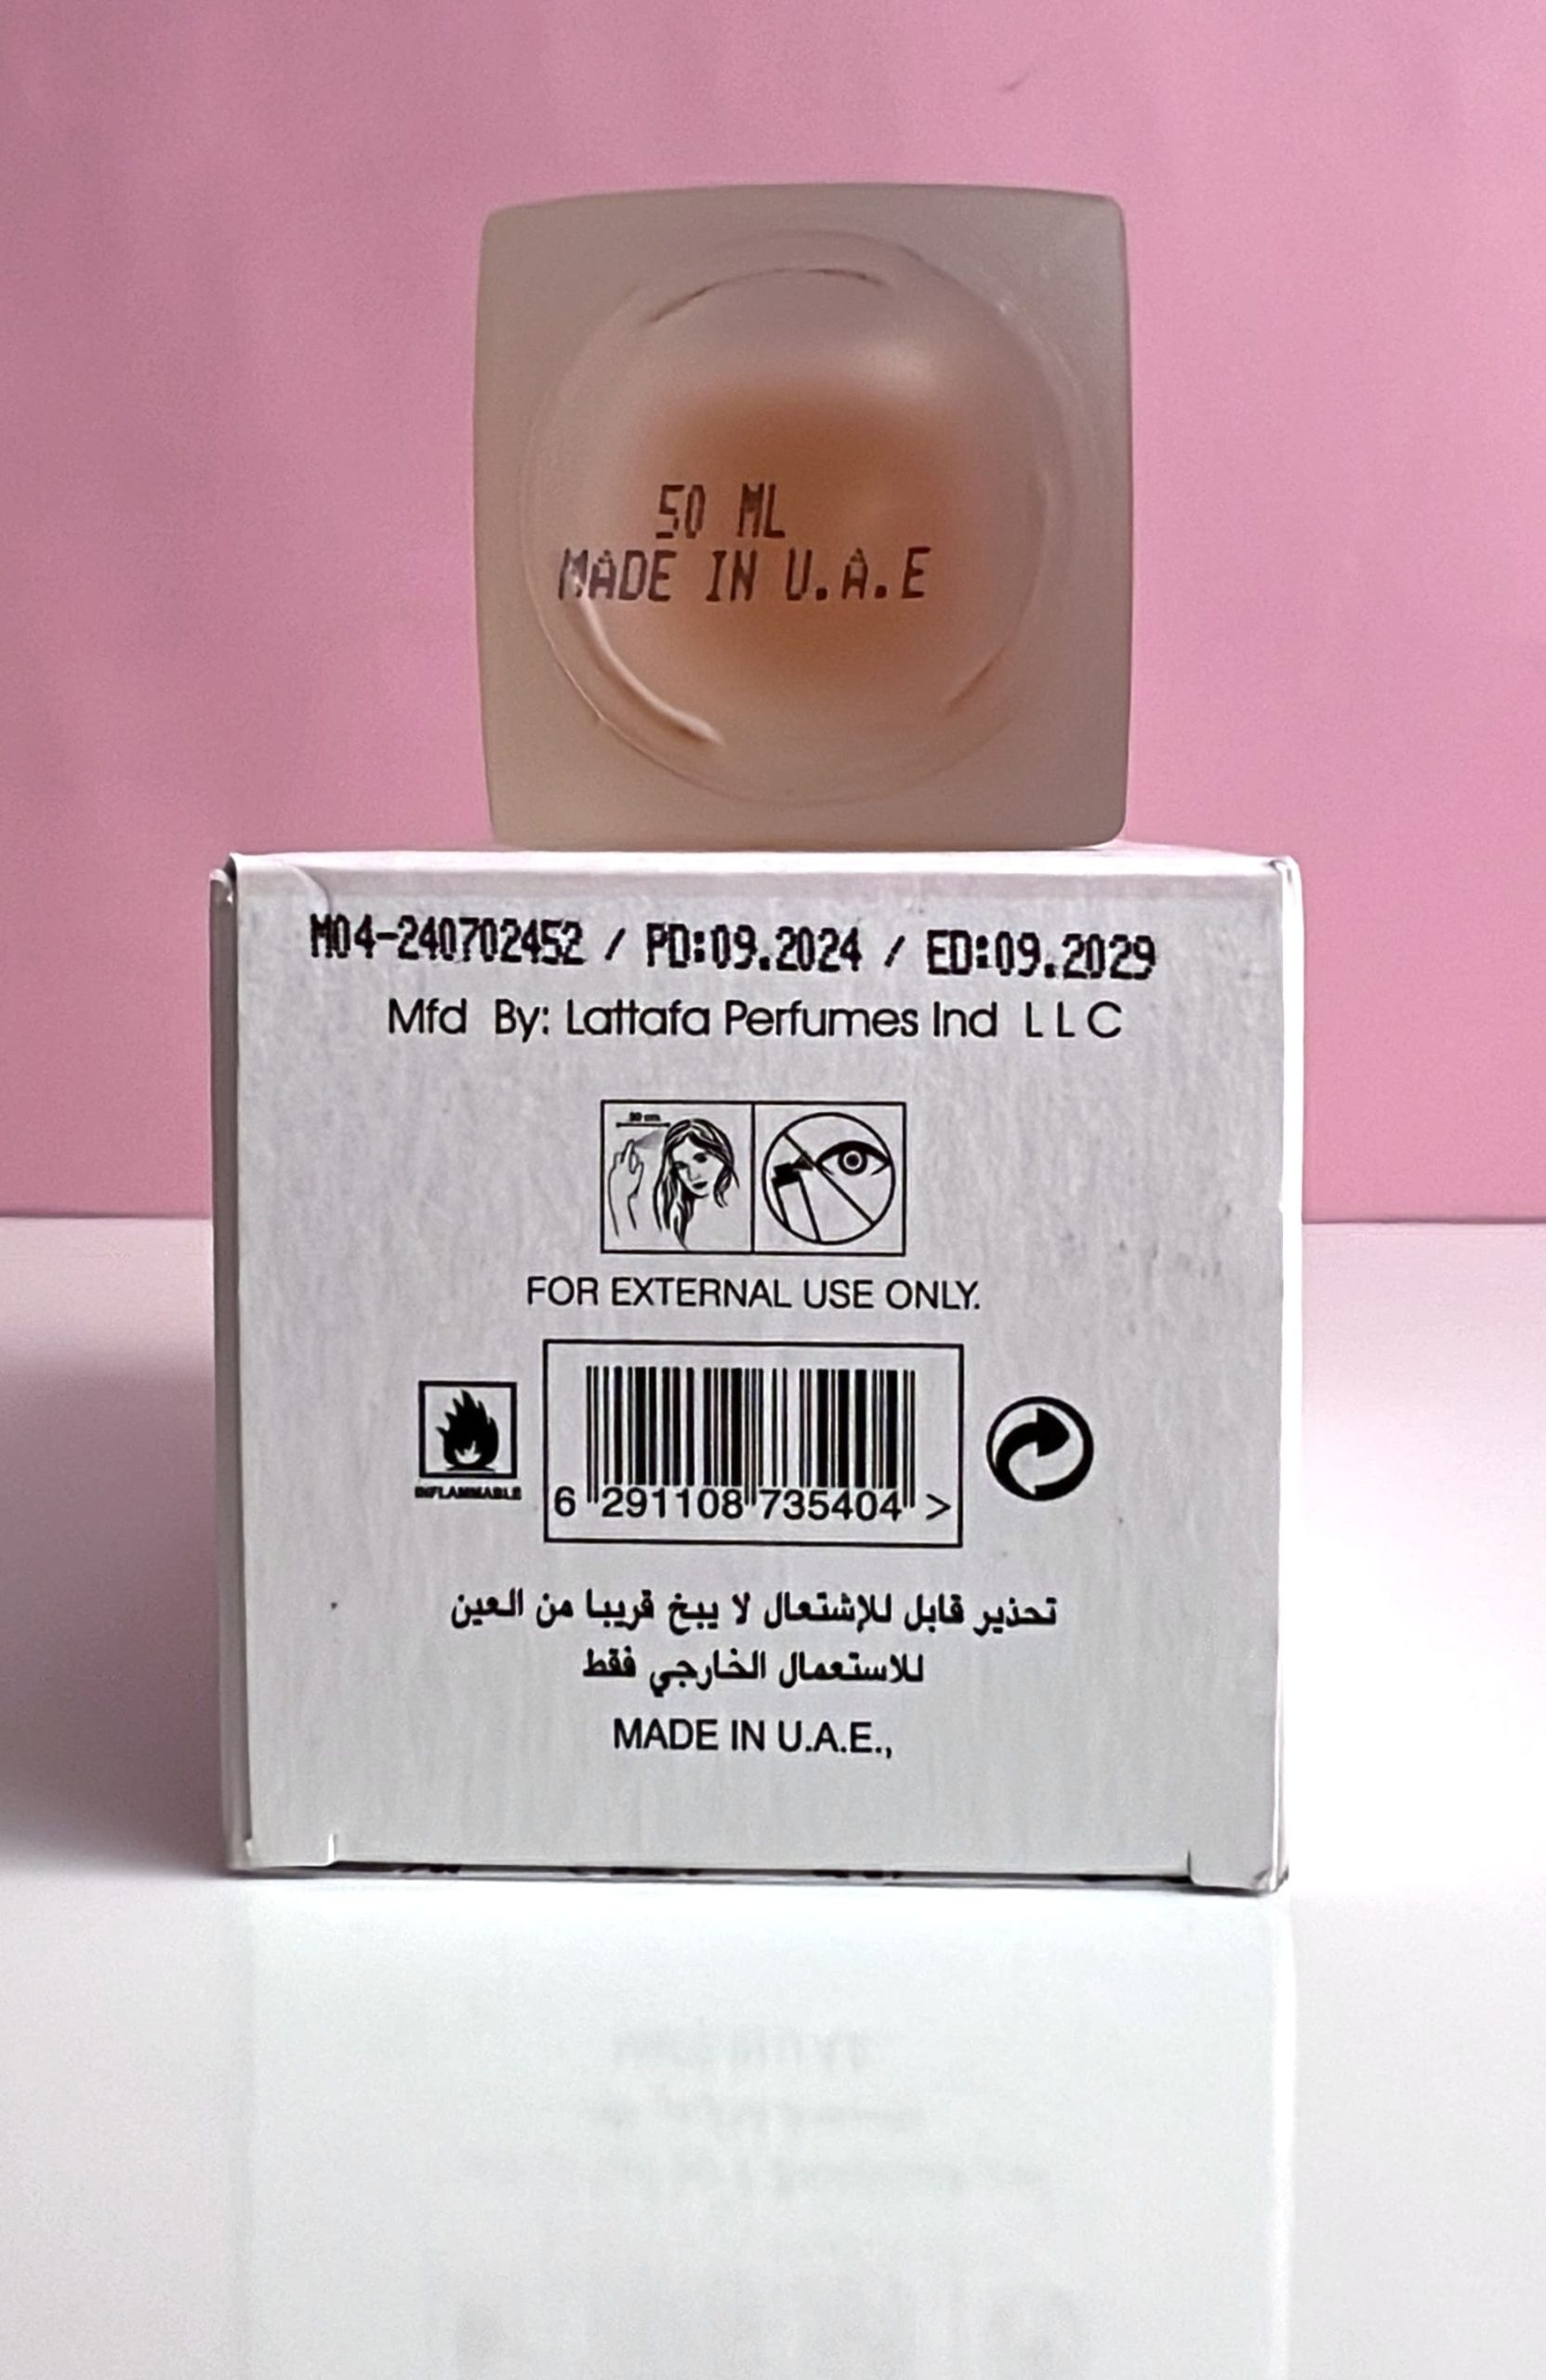 50 ML
MADE IN U.A.E
M04-240702452 / PD:09.2024 / ED:09.2029
Mfd By: Lattafa Perfumes Ind L L C
FOR EXTERNAL USE ONLY.
INFLAMMABLE
6 291108 735404 >
تحذير قابل للإشتعال لا يبخ قريبا من العين
للاستعمال الخارجي فقط
MADE IN U.A.E.,